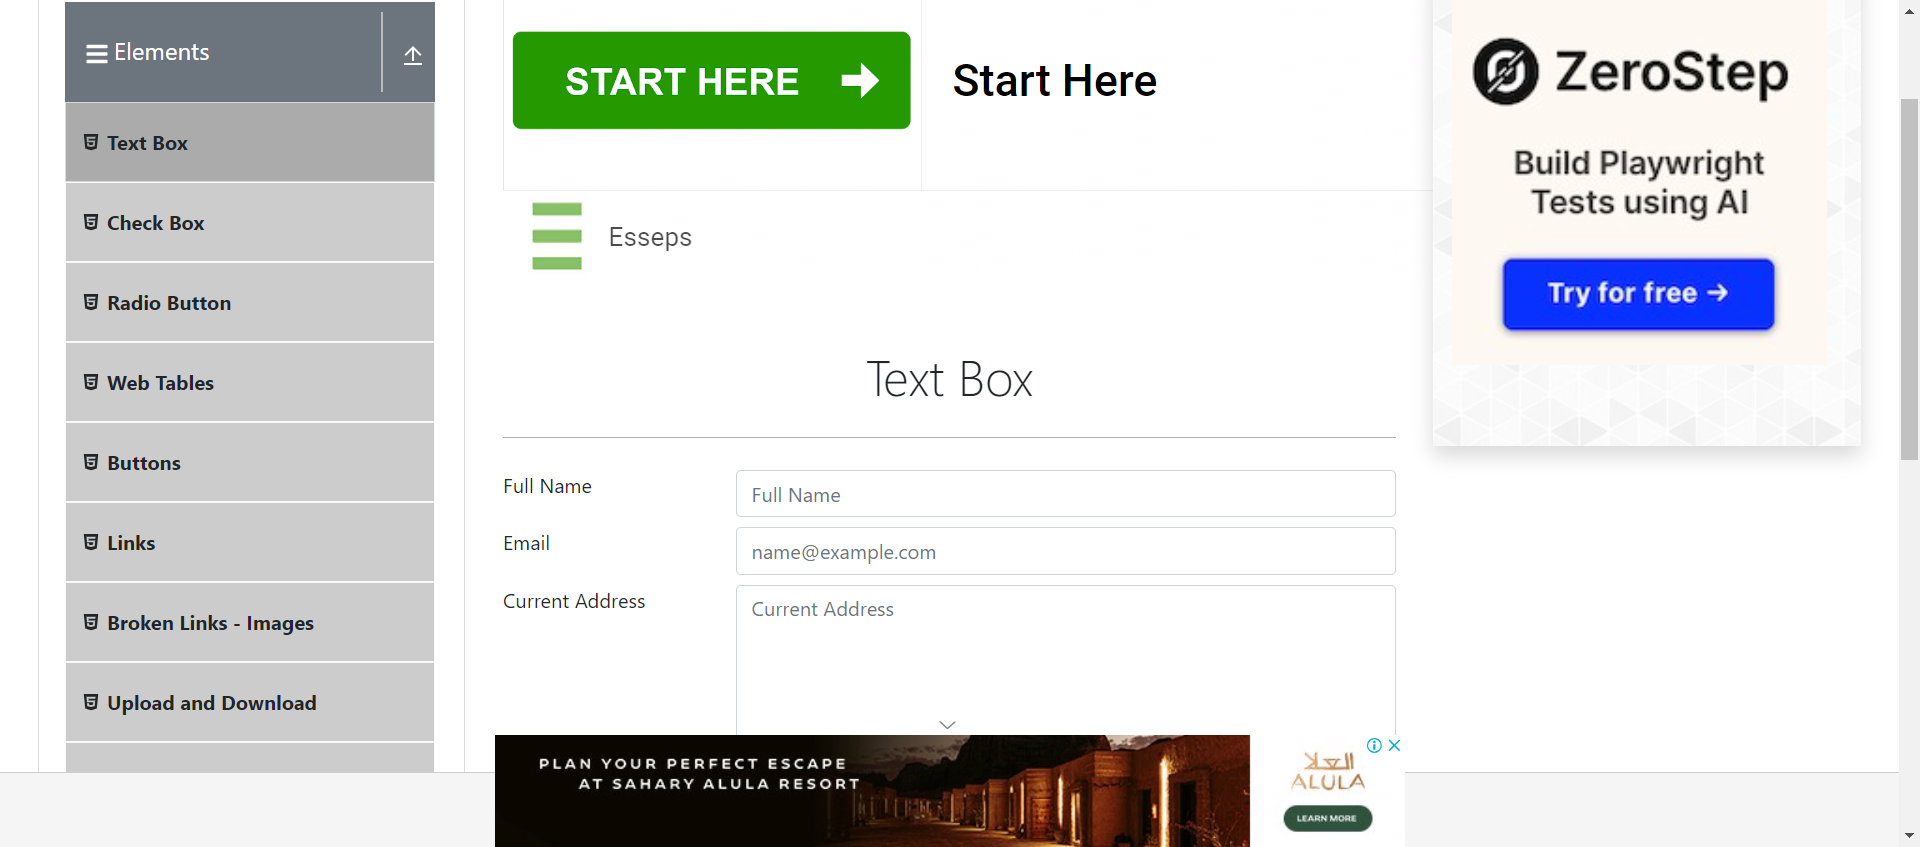 Elements
Text Box
Check Box
Radio Button
Web Tables
Buttons
Links
Broken Links - Images
Upload and Download
START HERE
Start Here
Esseps
Text Box
Full Name
Full Name
Email
name@example.com
Current Address
Current Address
ZeroStep
Build Playwright
Tests using AI
Try for free →
PLAN YOUR PERFECT ESCAPE
AT SAHARY ALULA RESORT
العلا
ALULA
LEARN MORE